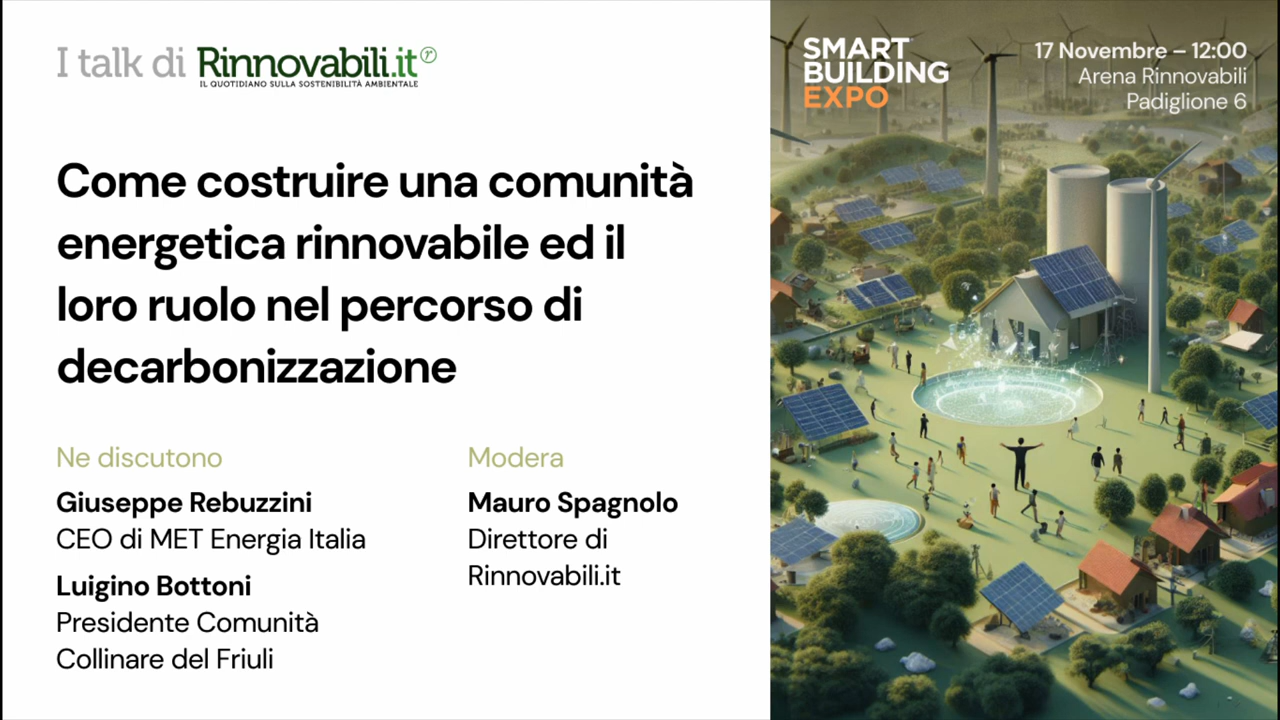 I talk di Rinnovabili.it r
IL QUOTIDIANO SULLA SOSTENIBILITÀ AMBIENTALE
Come costruire una comunità
energetica rinnovabile ed il
loro ruolo nel percorso di
decarbonizzazione
Ne discutono
Giuseppe Rebuzzini
CEO di MET Energia Italia
Luigino Bottoni
Presidente Comunità
Collinare del Friuli
Modera
Mauro Spagnolo
Direttore di
Rinnovabili.it
SMART
BUILDING
EXPO
17 Novembre – 12:00
Arena Rinnovabili
Padiglione 6